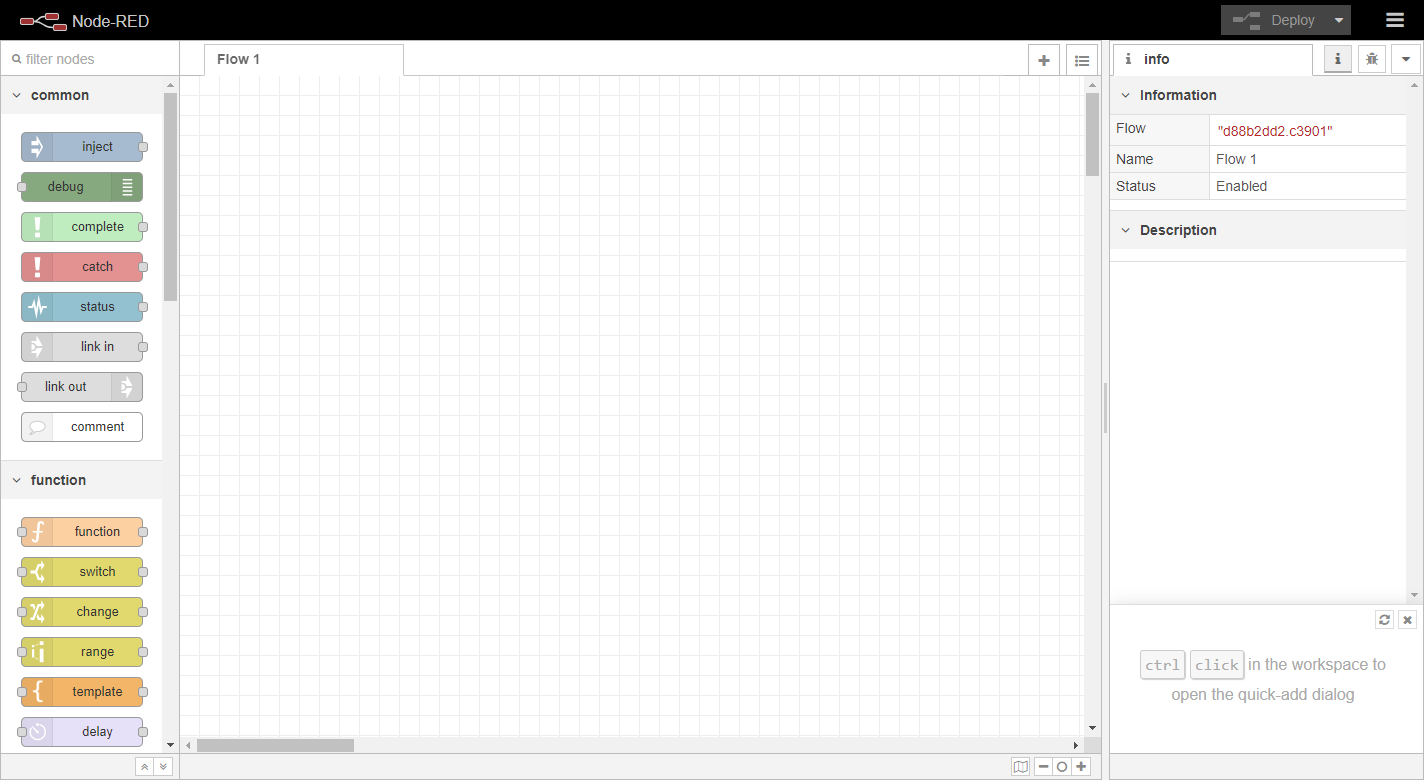 Node-RED
Deploy
filter nodes
Flow 1
info
common
inject
debug
complete
catch
status
link in
link out
comment
function
function
switch
change
range
template
delay
Information
Flow "d88b2dd2.c3901"
Name Flow 1
Status Enabled
Description
ctrl click in the workspace to
open the quick-add dialog